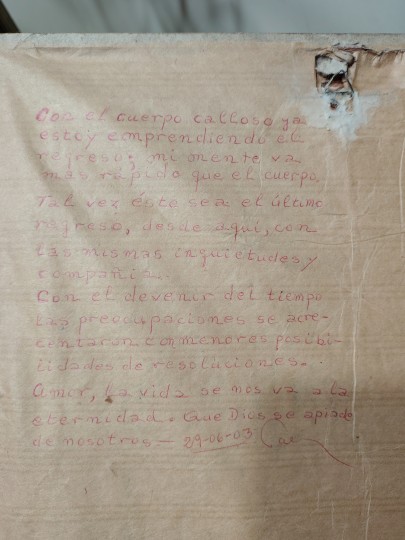 Con el cuerpo calloso ya
estoy emprendiendo el
regreso; mi mente va
más rápido que el cuerpo.
Tal vez éste sea el último
regreso, desde aquí, con
las mismas inquietudes y
compañía.
Con el devenir del tiempo
las preocupaciones se acre-
centaron con menores posibi-
lidades de resoluciones.
Amor, la vida se nos va a la
eternidad. Que Dios se apiade
de nosotros — 29-06-03